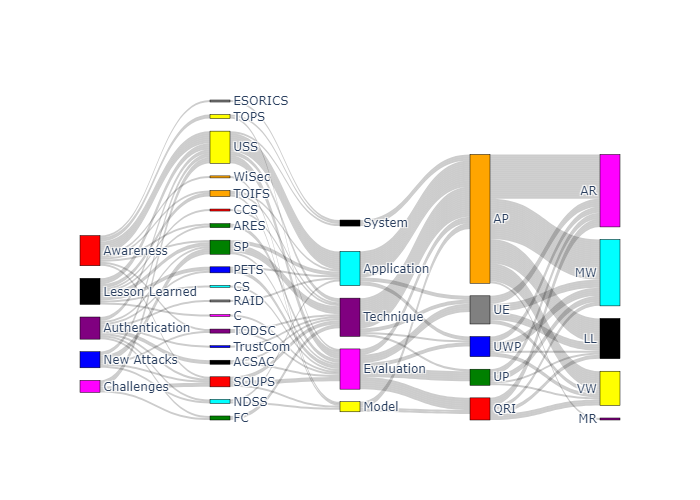 Awareness
Lesson Learned
Authentication
New Attacks
Challenges
ESORICS
TOPS
USS
WiSec
TOIFS
CCS
ARES
SP
PETS
CS
RAID
C
TODSC
TrustCom
ACSAC
SOUPS
NDSS
FC
System
Application
Technique
Evaluation
Model
AP
UE
UWP
UP
QRI
AR
MW
LL
VW
MR